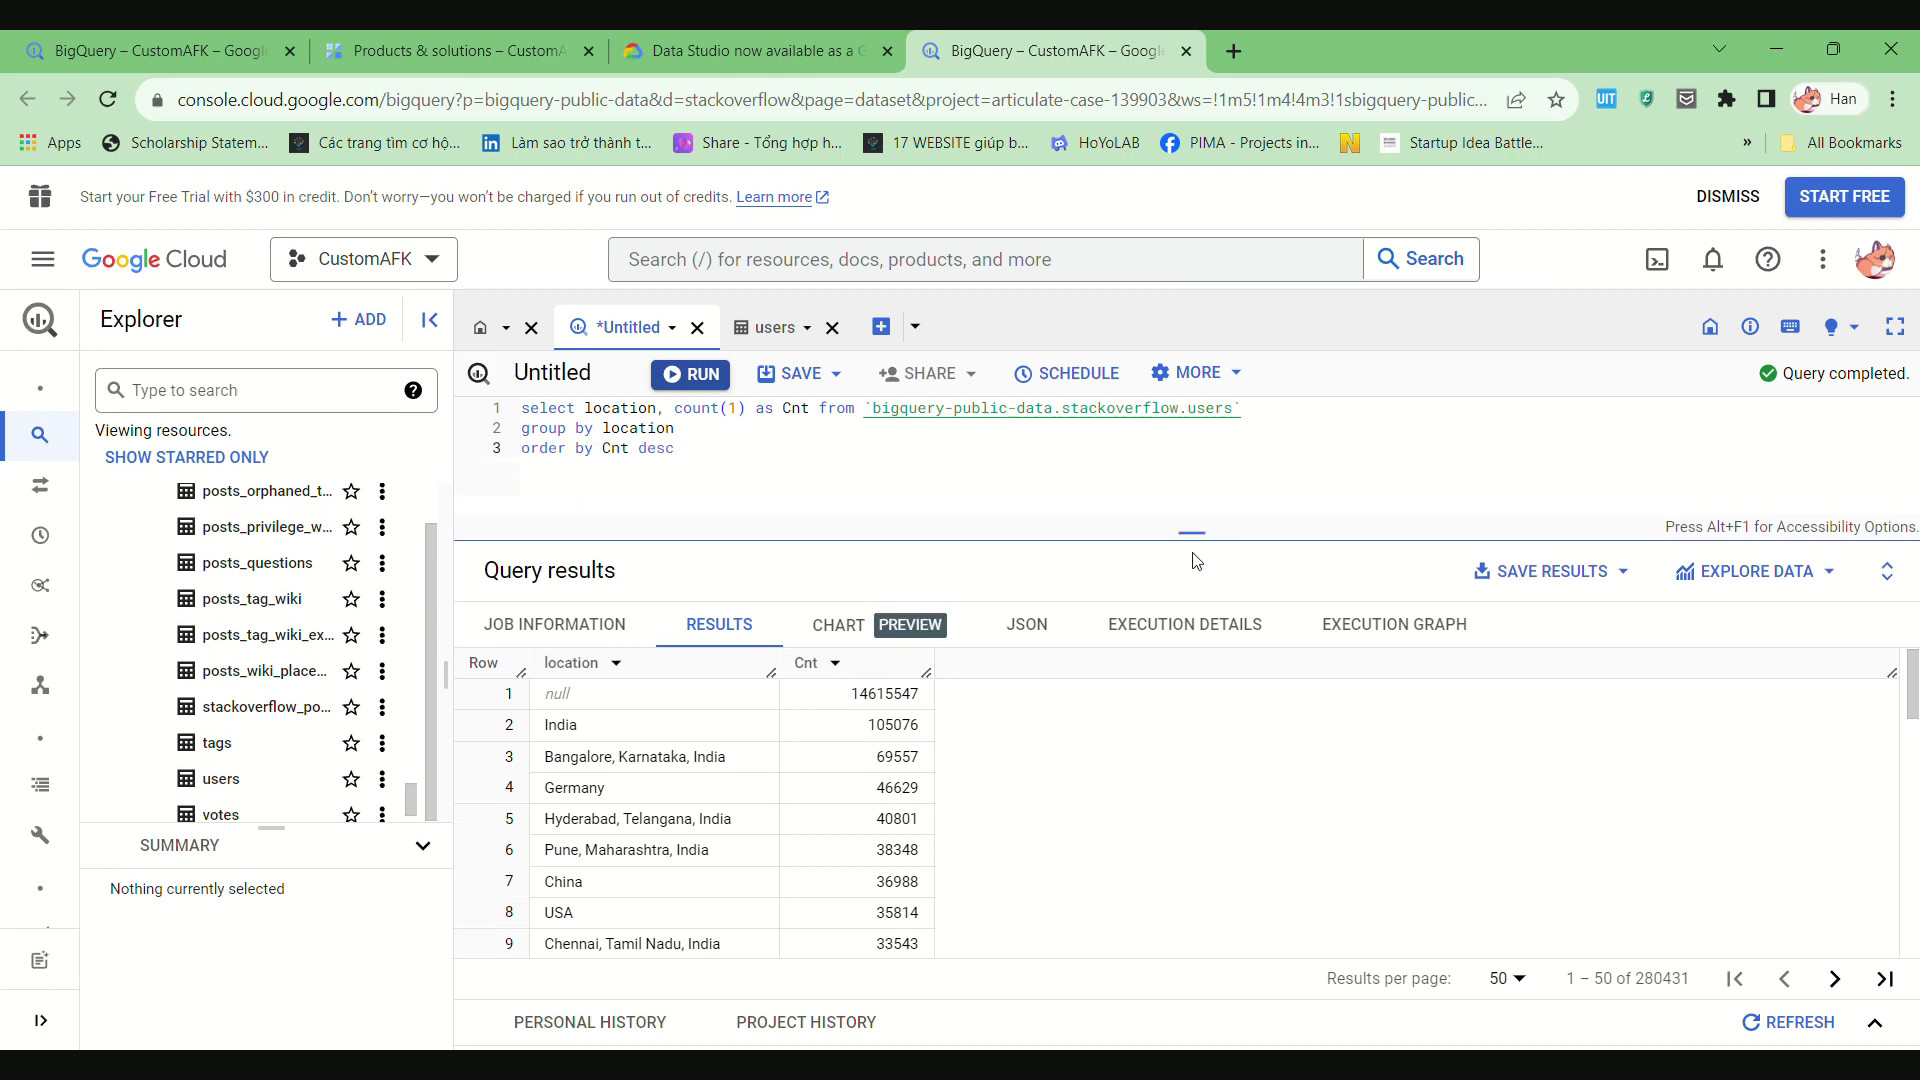 BigQuery – CustomAFK – Googl
Products & solutions – CustomA
Data Studio now available as a G
BigQuery – CustomAFK – Google
console.cloud.google.com/bigquery?p=bigquery-public-data&d=stackoverflow&page=dataset&project=articulate-case-139903&ws=!1m5!1m4!4m3!1sbigquery-public...
UIT
Han
Apps
Scholarship Statem...
Các trang tìm cơ hộ...
Làm sao trở thành t...
Share - Tổng hợp h...
17 WEBSITE giúp b...
HoYoLAB
PIMA - Projects in...
Startup Idea Battle...
»
All Bookmarks
Start your Free Trial with $300 in credit. Don't worry—you won't be charged if you run out of credits. Learn more
DISMISS
START FREE
Google Cloud
CustomAFK
Search (/) for resources, docs, products, and more
Search
Explorer
+ ADD
*Untitled
users
Type to search
Viewing resources.
SHOW STARRED ONLY
posts_orphaned_t...
posts_privilege_w...
posts_questions
posts_tag_wiki
posts_tag_wiki_ex...
posts_wiki_place...
stackoverflow_po...
tags
users
votes
SUMMARY
Nothing currently selected
Untitled
RUN
SAVE
SHARE
SCHEDULE
MORE
Query completed.
1 select location, count(1) as Cnt from `bigquery-public-data.stackoverflow.users`
2 group by location
3 order by Cnt desc
Press Alt+F1 for Accessibility Options.
Query results
SAVE RESULTS
EXPLORE DATA
JOB INFORMATION
RESULTS
CHART PREVIEW
JSON
EXECUTION DETAILS
EXECUTION GRAPH
Row location Cnt
1 null 14615547
2 India 105076
3 Bangalore, Karnataka, India 69557
4 Germany 46629
5 Hyderabad, Telangana, India 40801
6 Pune, Maharashtra, India 38348
7 China 36988
8 USA 35814
9 Chennai, Tamil Nadu, India 33543
Results per page: 50 1 – 50 of 280431
PERSONAL HISTORY
PROJECT HISTORY
REFRESH